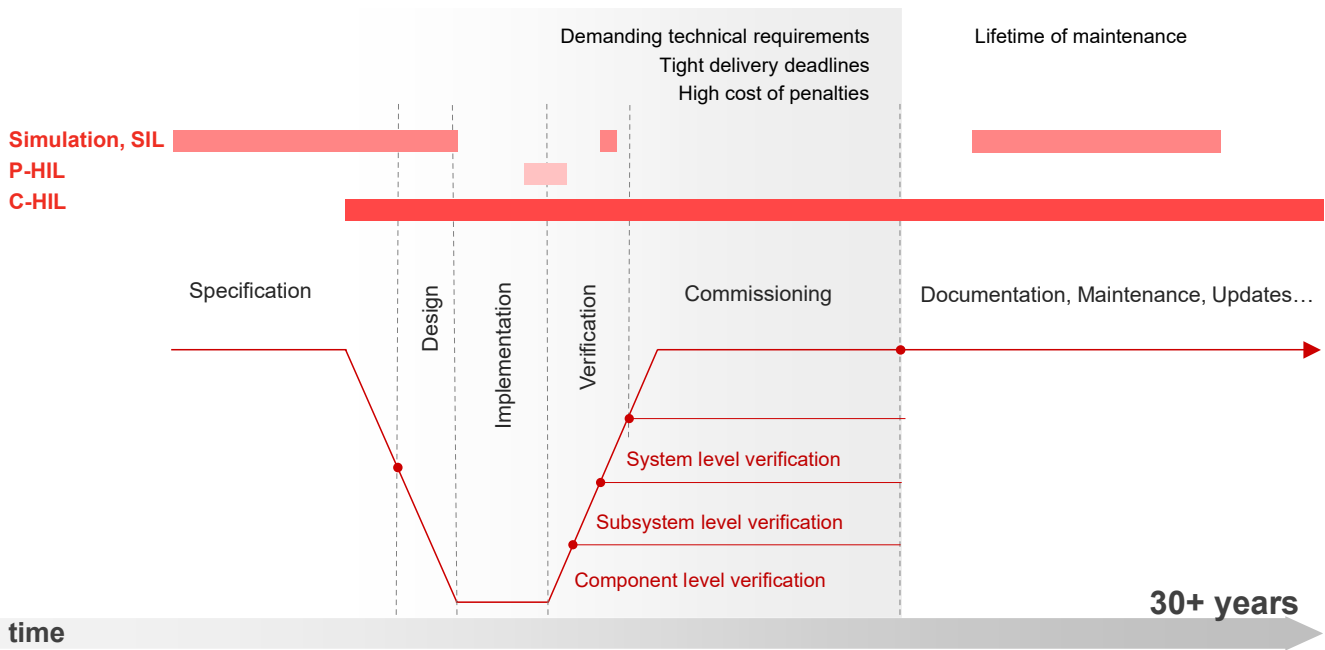 Demanding technical requirements
Tight delivery deadlines
High cost of penalties
Lifetime of maintenance
Simulation, SIL
P-HIL
C-HIL
Specification
Design
Implementation
Verification
Commissioning
Documentation, Maintenance, Updates…
System level verification
Subsystem level verification
Component level verification
30+ years
time